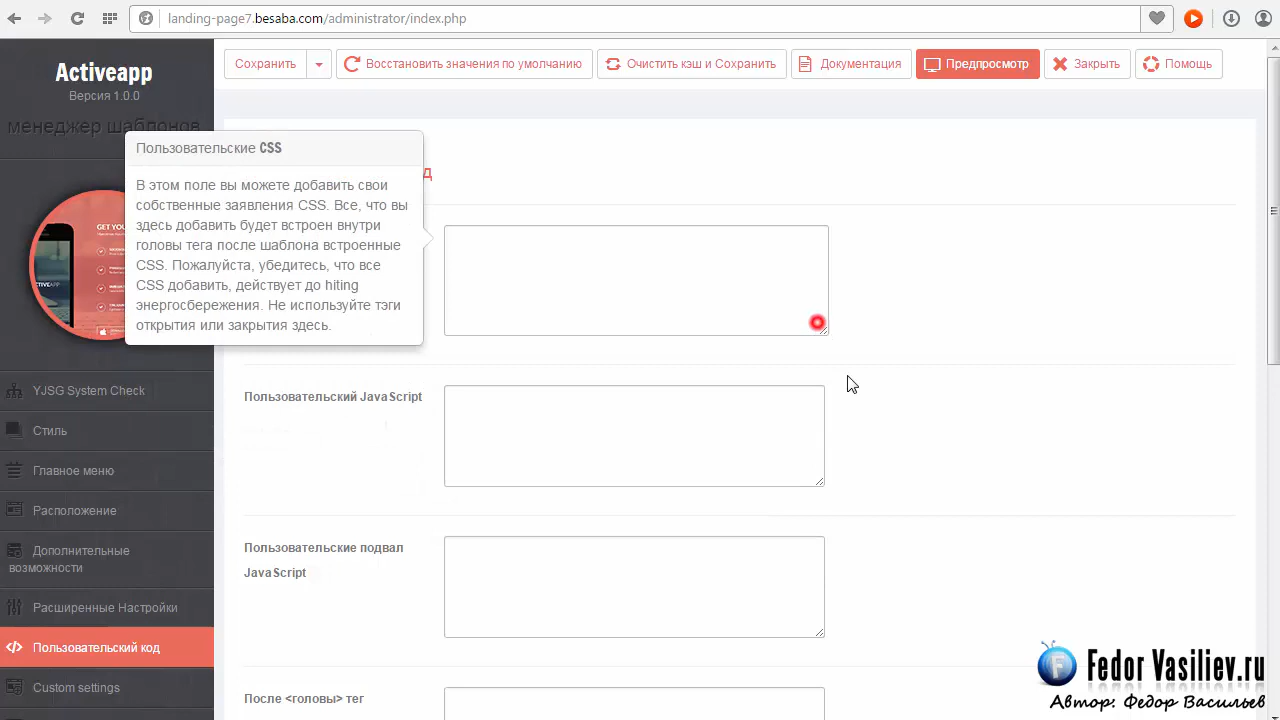 landing-page7.besaba.com/administrator/index.php
Activeapp
Версия 1.0.0
менеджер шаблонов
Сохранить
Восстановить значения по умолчанию
Очистить кэш и Сохранить
Документация
Предпросмотр
Закрыть
Помощь
Пользовательские CSS
В этом поле вы можете добавить свои
собственные заявления CSS. Все, что вы
здесь добавить будет встроен внутри
головы тега после шаблона встроенные
CSS. Пожалуйста, убедитесь, что все
CSS добавить, действует до hiting
энергосбережения. Не используйте тэги
открытия или закрытия здесь.
GET YOU
YJSG System Check
Стиль
Главное меню
Расположение
Дополнительные
возможности
Расширенные Настройки
Пользовательский код
Custom settings
Пользовательский JavaScript
Пользовательские подвал
JavaScript
После <головы> тег
Fedor Vasiliev.ru
Автор: Федор Васильев